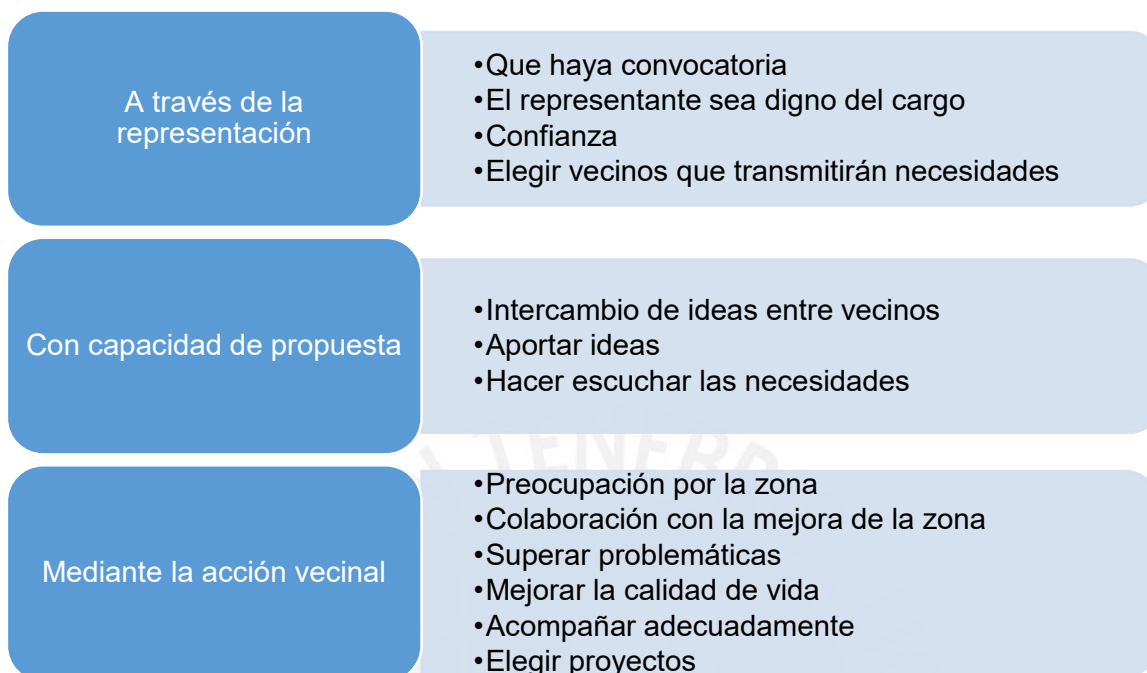 A través de la
representación
•Que haya convocatoria
•El representante sea digno del cargo
•Confianza
•Elegir vecinos que transmitirán necesidades
Con capacidad de propuesta
•Intercambio de ideas entre vecinos
•Aportar ideas
•Hacer escuchar las necesidades
TENEBR
Mediante la acción vecinal
•Preocupación por la zona
•Colaboración con la mejora de la zona
•Superar problemáticas
•Mejorar la calidad de vida
•Acompañar adecuadamente
•Elegir proyectos